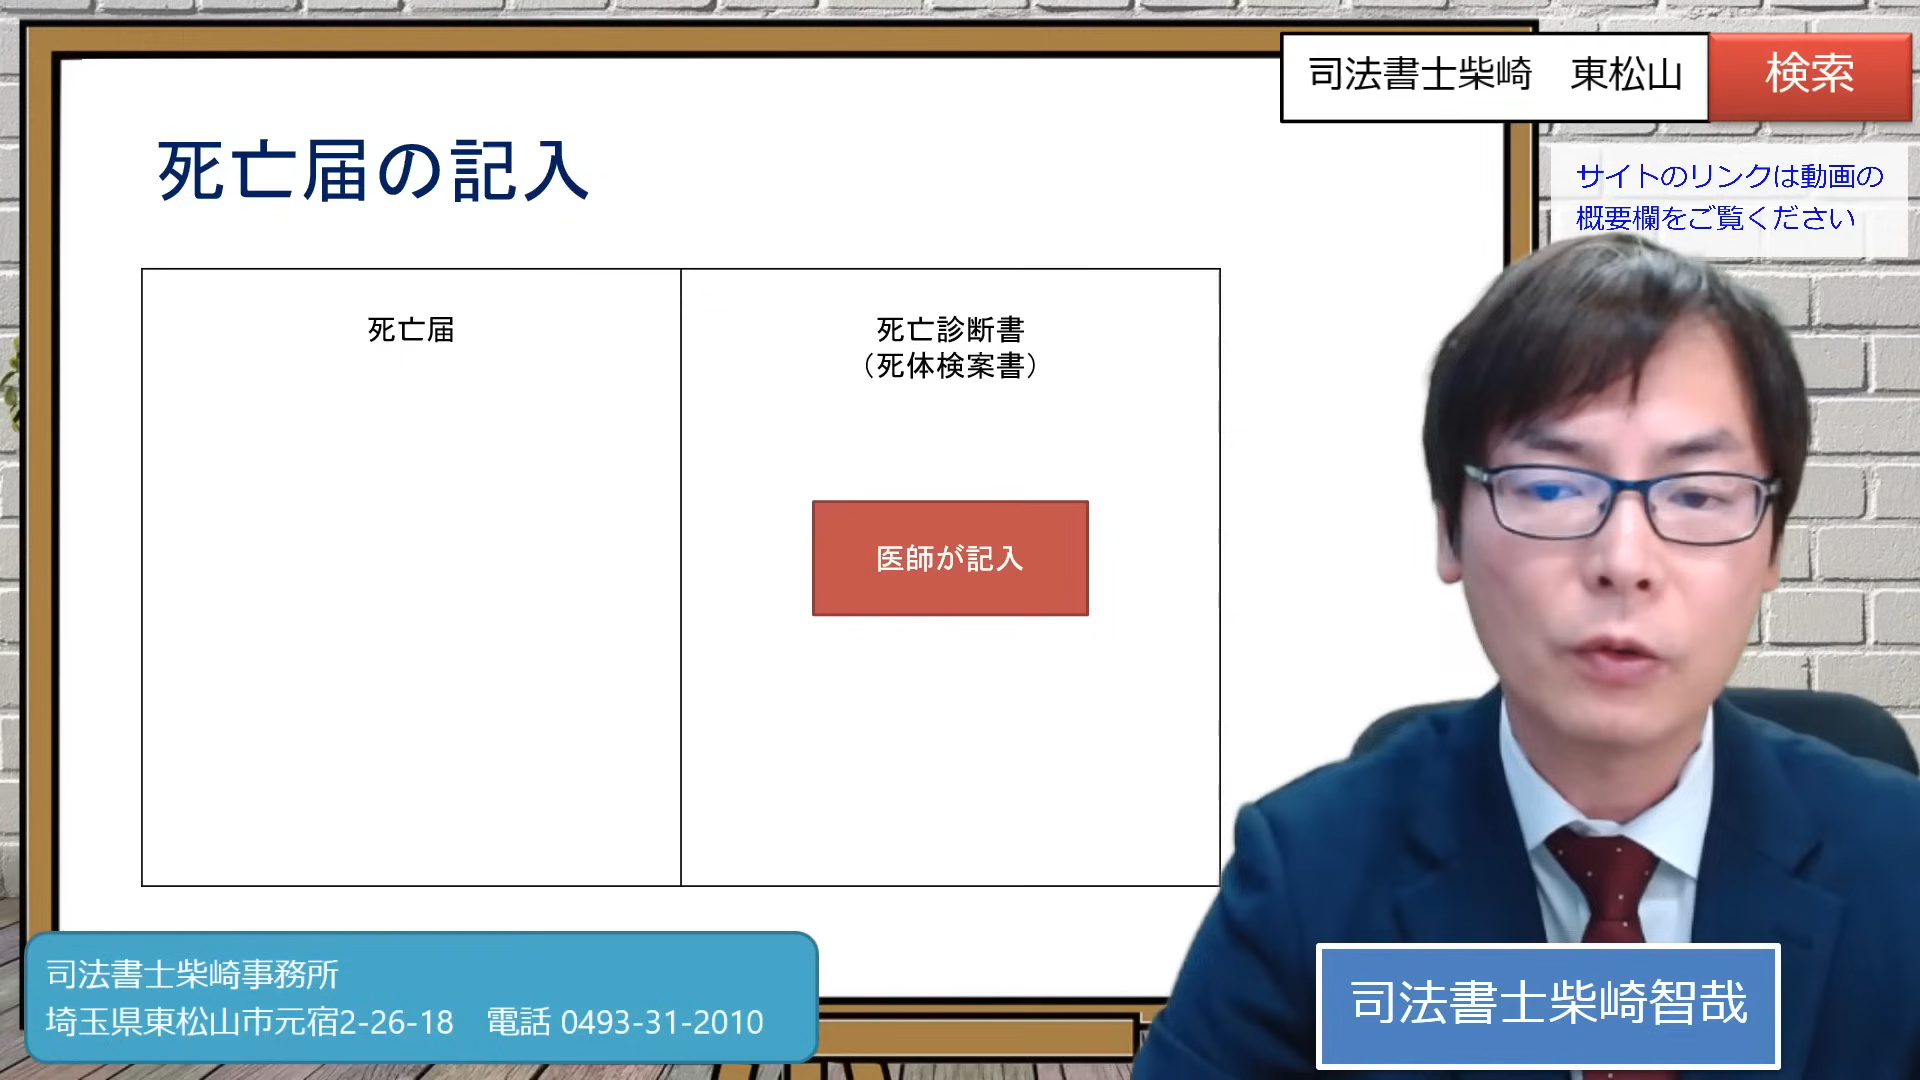 司法書士柴崎　東松山
検索
サイトのリンクは動画の
概要欄をご覧ください
死亡届の記入
死亡届
死亡診断書
（死体検案書）
医師が記入
司法書士柴崎事務所
埼玉県東松山市元宿2-26-18　電話 0493-31-2010
司法書士柴崎智哉